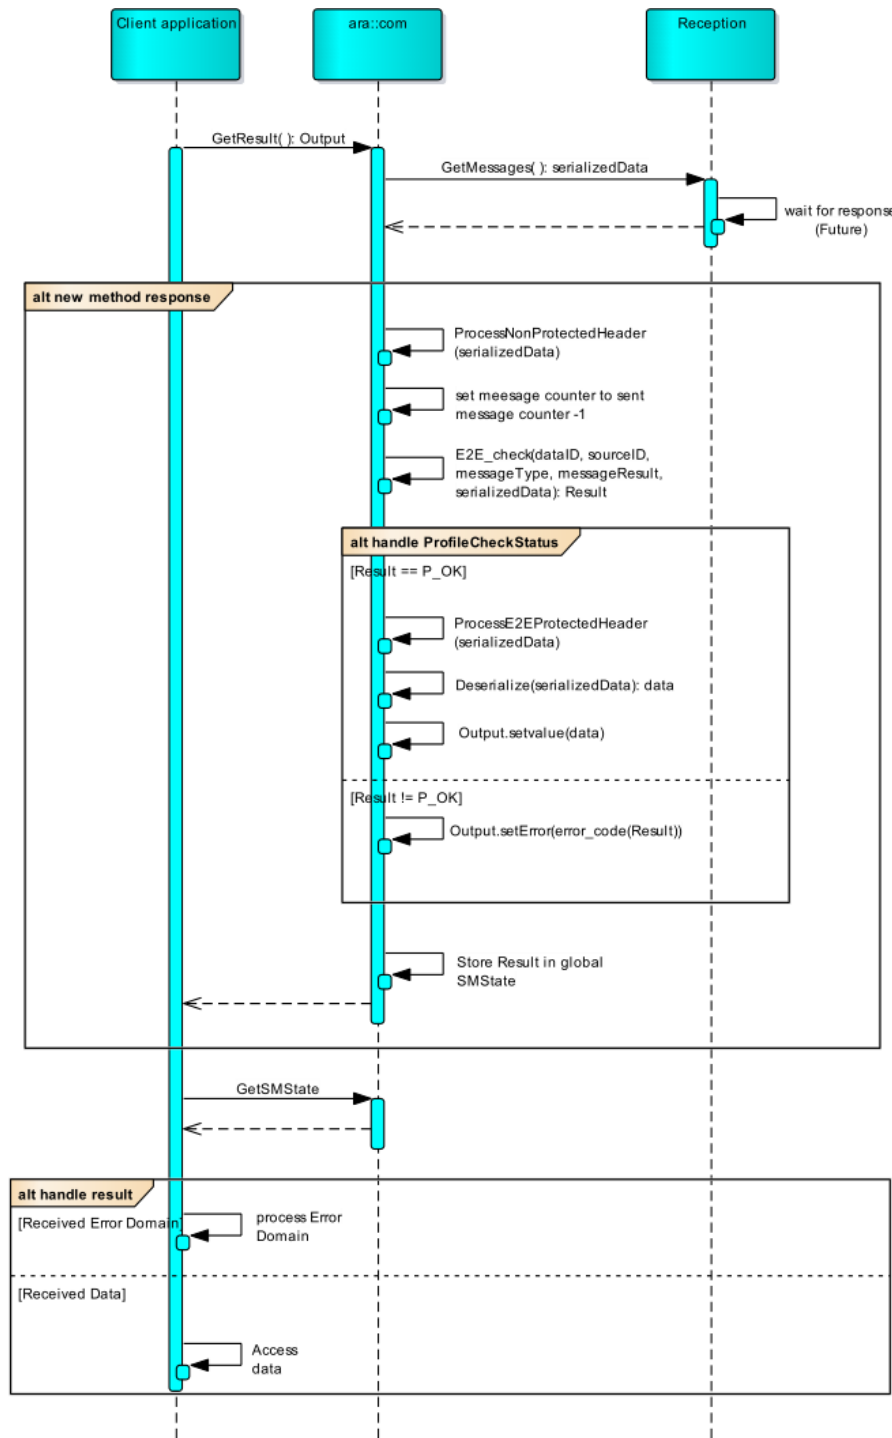 Client application
ara::com
Reception
GetResult( ): Output
GetMessages( ): serializedData
wait for response
(Future)
alt new method response
ProcessNonProtectedHeader
(serializedData)
set meesage counter to sent
message counter -1
E2E_check(dataID, sourceID,
messageType, messageResult,
serializedData): Result
alt handle ProfileCheckStatus
[Result == P_OK]
ProcessE2EProtectedHeader
(serializedData)
Deserialize(serializedData): data
Output.setvalue(data)
[Result != P_OK]
Output.setError(error_code(Result))
Store Result in global
SMState
GetSMState
alt handle result
[Received Error Domain]
process Error
Domain
[Received Data]
Access
data